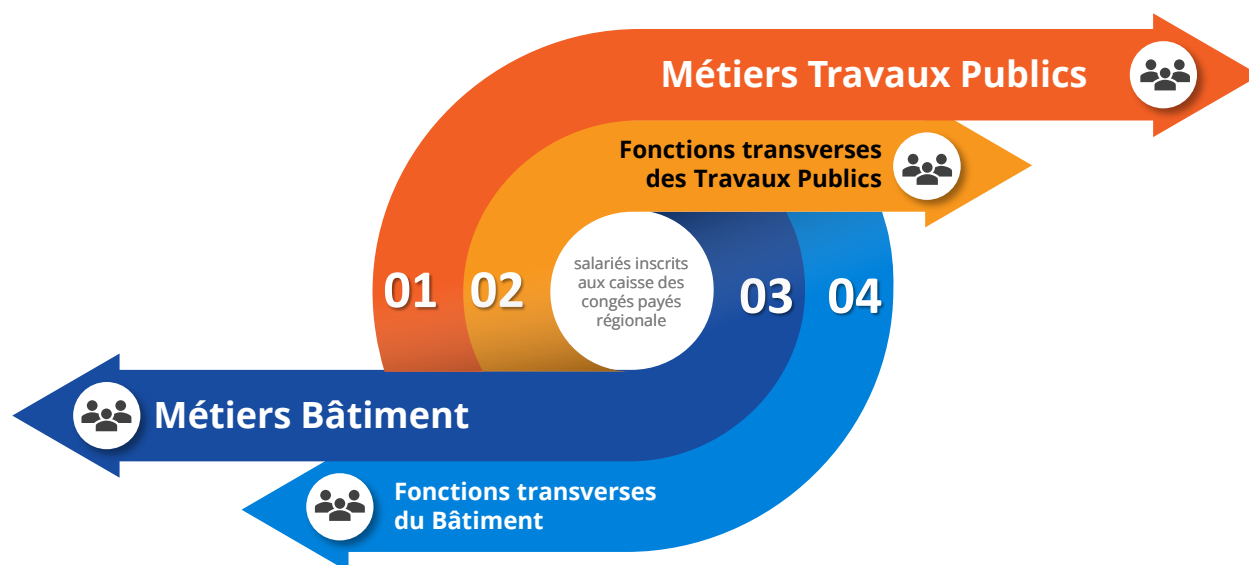 Métiers Travaux Publics
Fonctions transverses
des Travaux Publics
01
02
salariés inscrits
aux caisse des
congés payés
régionale
03
04
Métiers Bâtiment
Fonctions transverses
du Bâtiment